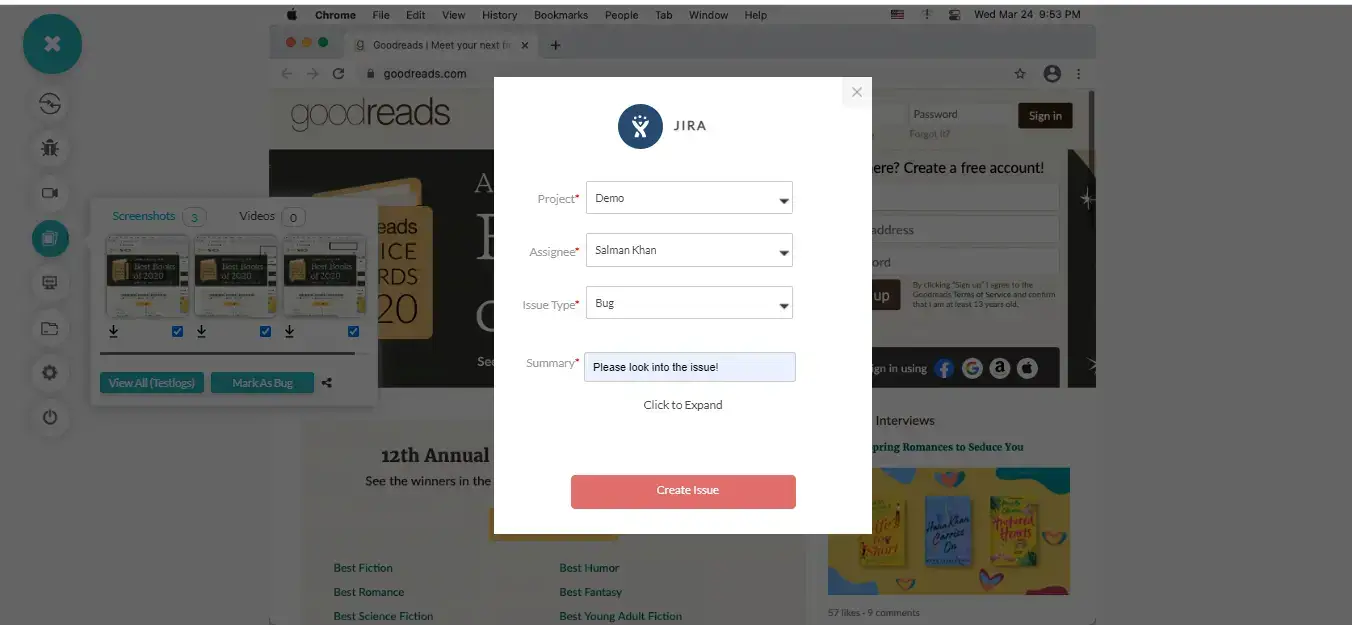 Chrome File Edit View History Bookmarks People Tab Window Help Wed Mar 24 9:53 PM
Goodreads | Meet your next
goodreads.com
goodreads
Password
Sign in
Forgot it?
JIRA
ere? Create a free account!
Project* Demo
Screenshots 3 Videos 0
address
Assignee* Salman Khan
ord
up
By clicking "Sign up" I agree to the
Goodreads Terms of Service and confirm
that I am at least 13 years old.
Issue Type* Bug
eads
ICE
RDS
20
Best Books
of 2020
Best Books
of 2020
Best Books
of 2020
Summary* Please look into the issue!
See
gn in using
View All (Testlogs) Mark As Bug
Click to Expand
Interviews
pring Romances to Seduce You
12th Annual
See the winners in the
Create Issue
Best Fiction Best Humor
Best Romance Best Fantasy
Best Science Fiction Best Young Adult Fiction
57 likes · 9 comments